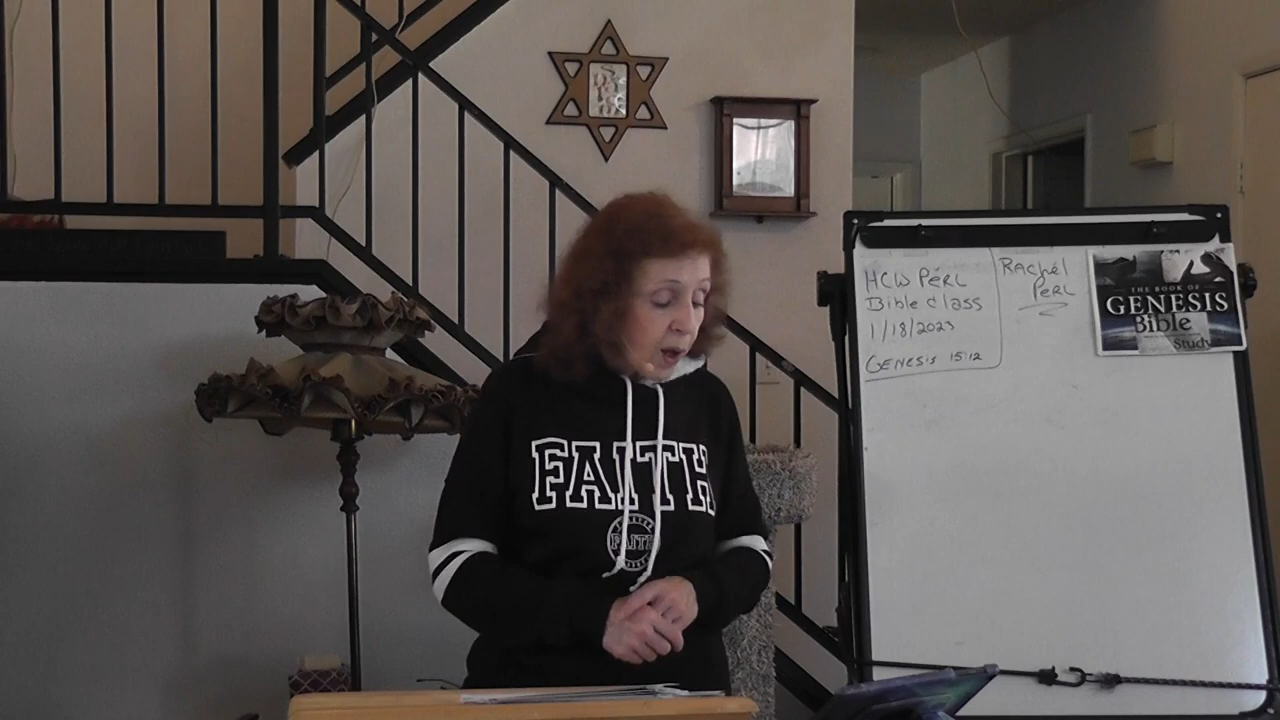 HCW PERL
Bible Class
1/18/2023
GENESIS 15:12
RAChEL
PERL
THE BOOK OF
GENESIS
Bible
Study
FAITH
FAITH